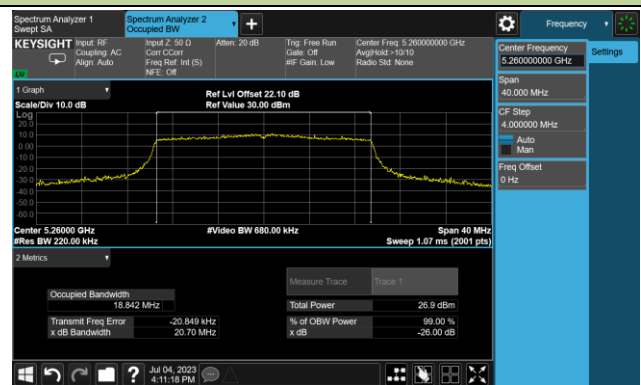 Spectrum Analyzer 1
Swept SA
Spectrum Analyzer 2
Occupied BW
Frequency
KEYSIGHT
Input: RF
Coupling: AC
Align: Auto
Input Z: 50 Ω
Corr CCorr
Freq Ref: Int (S)
NFE: Off
Atten: 20 dB
Trig: Free Run
Gate: Off
#IF Gain: Low
Center Freq: 5.260000000 GHz
Avg|Hold:>10/10
Radio Std: None
Center Frequency
5.260000000 GHz
Settings
Span
40.000 MHz
CF Step
4.000000 MHz
Auto
Man
Freq Offset
0 Hz
1 Graph
Scale/Div 10.0 dB
Ref Lvl Offset 22.10 dB
Ref Value 30.00 dBm
Log
20.0
10.0
0.00
-10.0
-20.0
-30.0
-40.0
-50.0
-60.0
Center 5.26000 GHz
#Res BW 220.00 kHz
#Video BW 680.00 kHz
Span 40 MHz
Sweep 1.07 ms (2001 pts)
2 Metrics
Measure Trace
Trace 1
Occupied Bandwidth
18.842 MHz
Total Power
26.9 dBm
Transmit Freq Error
-20.849 kHz
% of OBW Power
99.00 %
x dB Bandwidth
20.70 MHz
x dB
-26.00 dB
Jul 04, 2023
4:11:18 PM